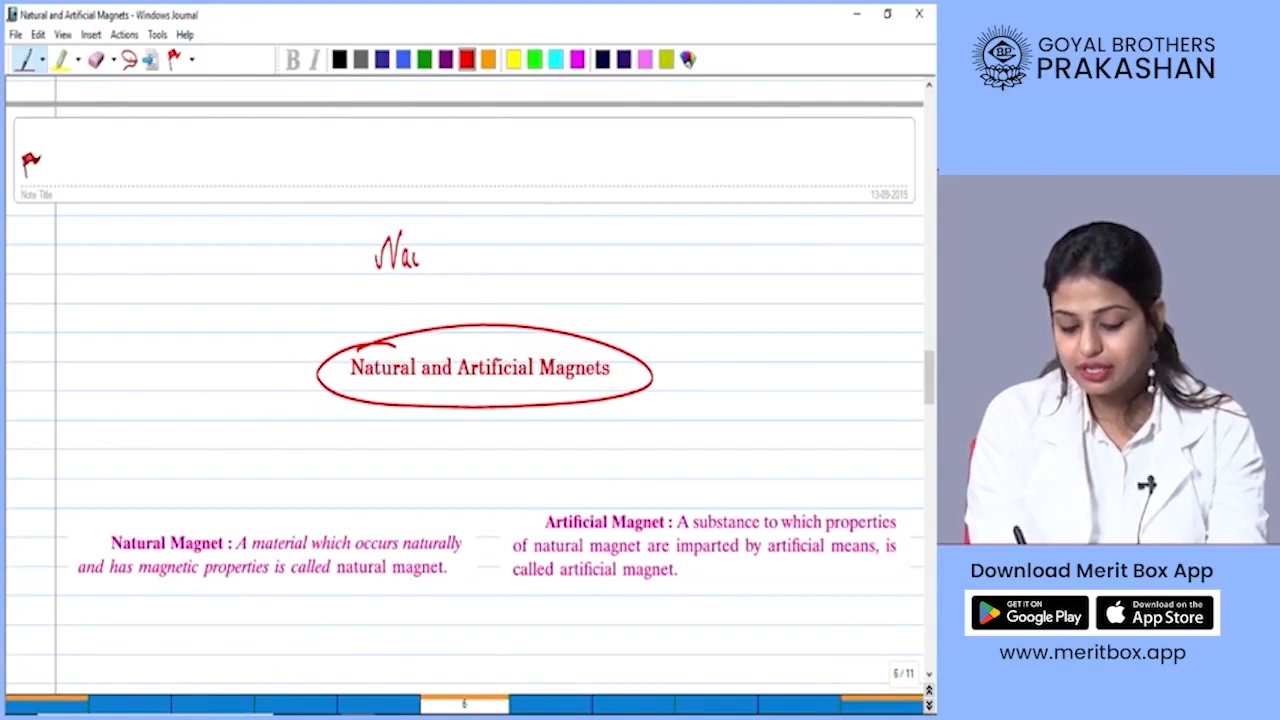 Natural and Artificial Magnets - Windows Journal
File Edit View Insert Actions Tools Help
B I
Note Title
13-09-2019
Nat
Natural and Artificial Magnets
Natural Magnet : A material which occurs naturally
and has magnetic properties is called natural magnet.
Artificial Magnet : A substance to which properties
of natural magnet are imparted by artificial means, is
called artificial magnet.
6 / 11
6
GBP
GOYAL BROTHERS
PRAKASHAN
Download Merit Box App
GET IT ON
Google Play
Download on the
App Store
www.meritbox.app